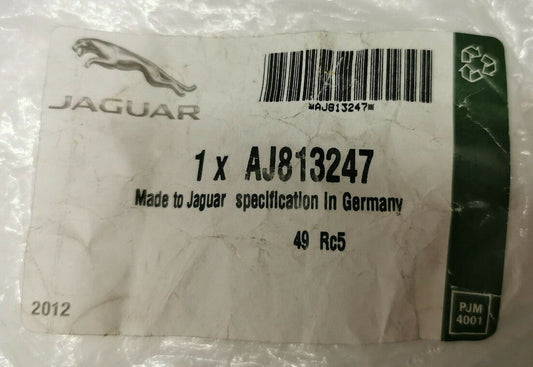 JAGUAR
*AJ813247*
1 x AJ813247
Made to Jaguar specification in Germany
49 Rc5
2012
PJM
4001